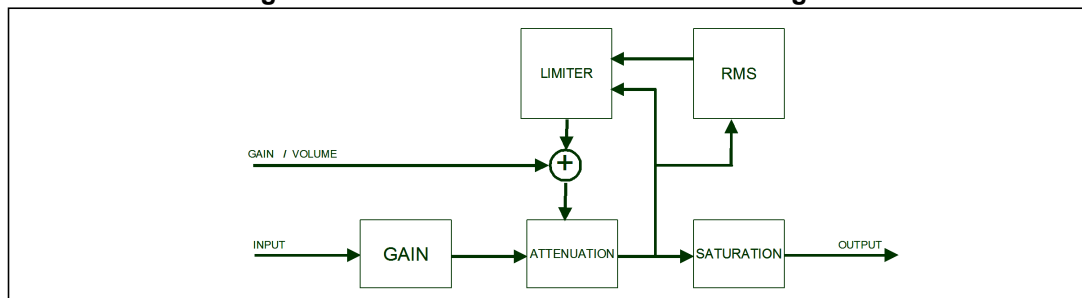 LIMITER
RMS
GAIN / VOLUME
+
INPUT
GAIN
ATTENUATION
SATURATION
OUTPUT